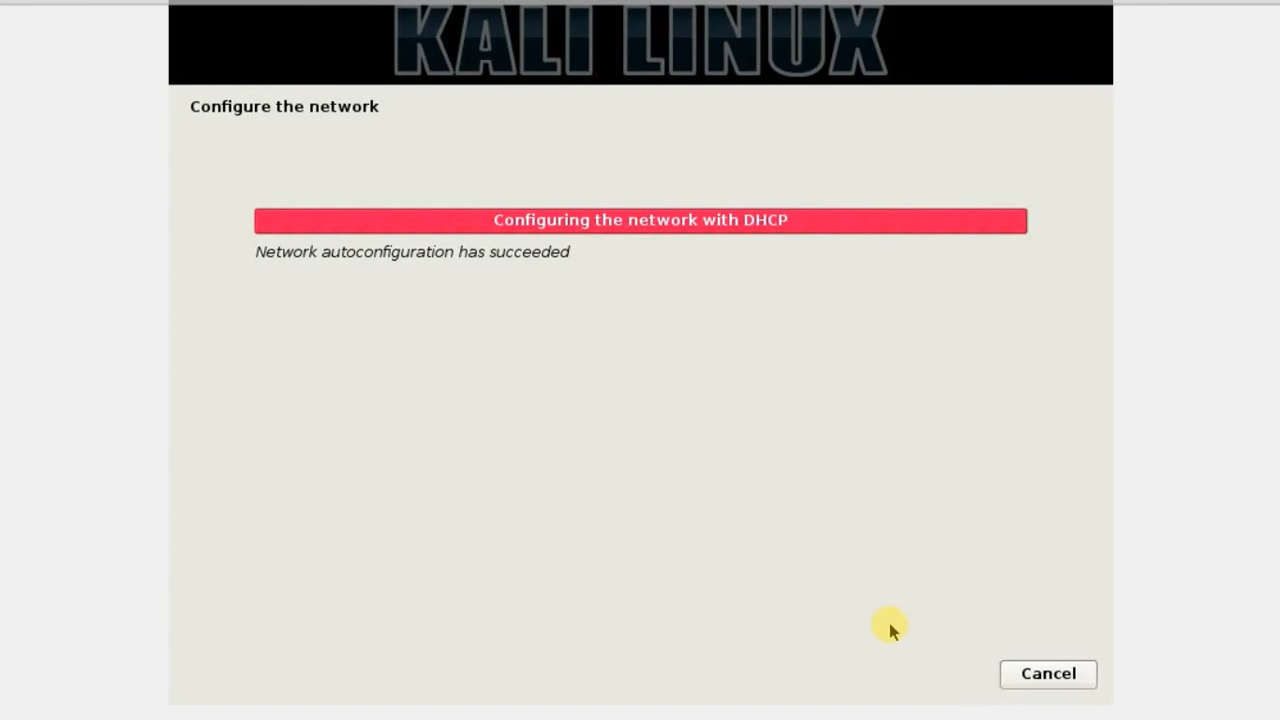 KALI LINUX
Configure the network
Configuring the network with DHCP
Network autoconfiguration has succeeded
Cancel